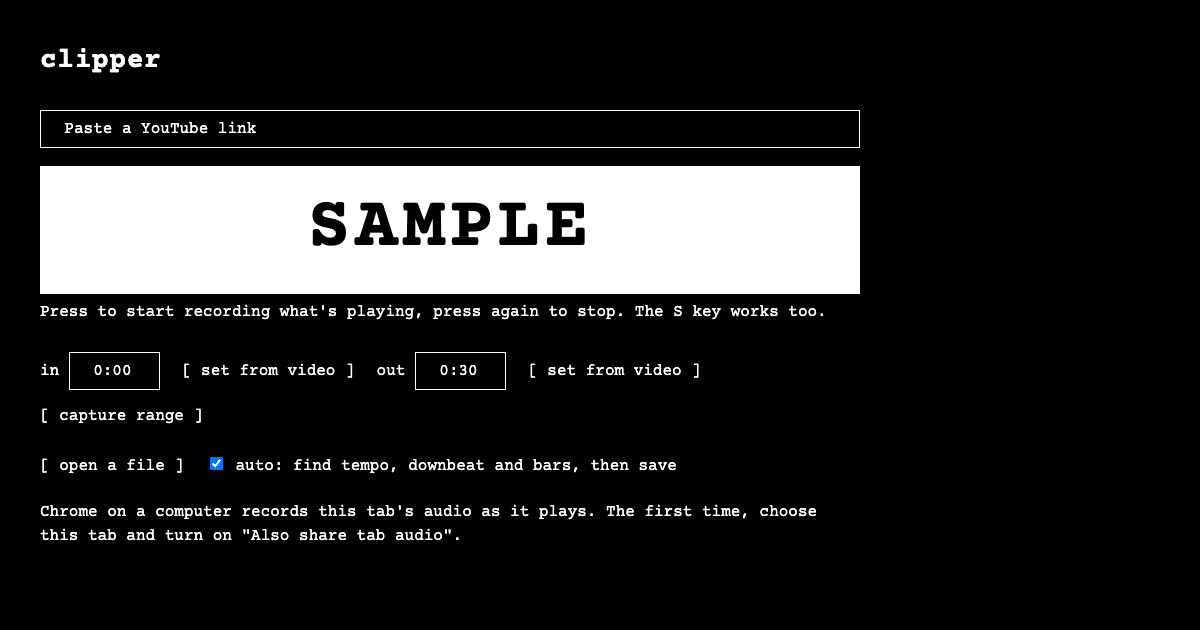 clipper
Paste a YouTube link
SAMPLE
Press to start recording what's playing, press again to stop. The S key works too.
in 0:00 [ set from video ] out 0:30 [ set from video ]
[ capture range ]
[ open a file ] auto: find tempo, downbeat and bars, then save
Chrome on a computer records this tab's audio as it plays. The first time, choose
this tab and turn on "Also share tab audio".